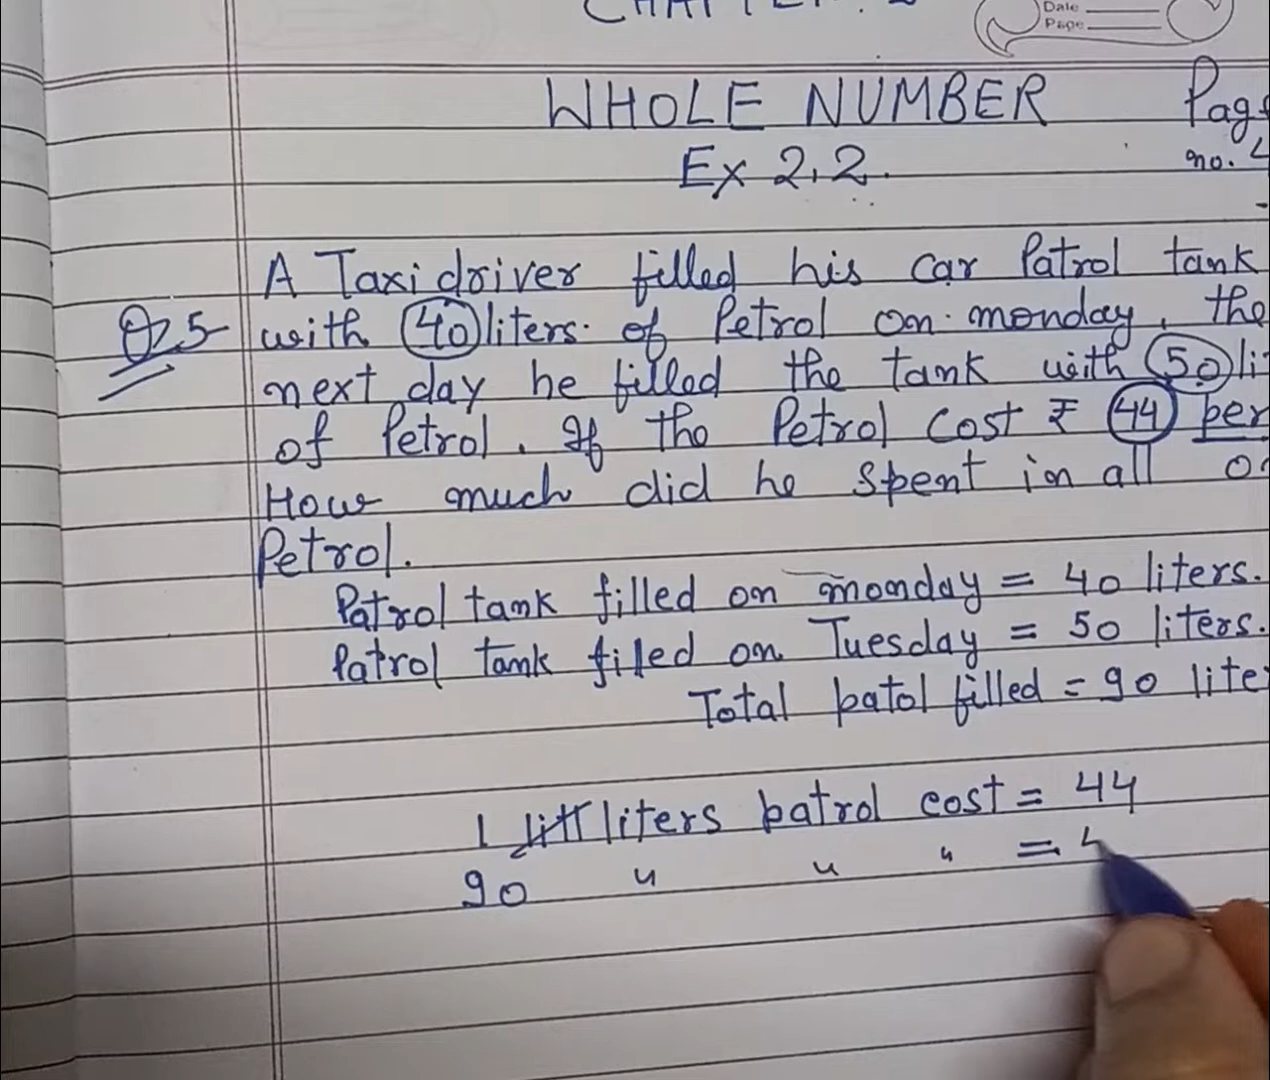 Date
Page
WHOLE NUMBER
Ex 2.2.
no.
A Taxi driver filled his car Patrol tank
Q.5 with 40 liters of Petrol on monday, the
next day he filled the tank with 50
of Petrol. If the Petrol cost ₹ 44 per
How much did he spent in all
Petrol.
Patrol tank filled on monday = 40 liters.
Patrol tank filed on Tuesday = 50 liters.
Total patol filled = 90
1 liters patrol cost = 44
90 " " " =